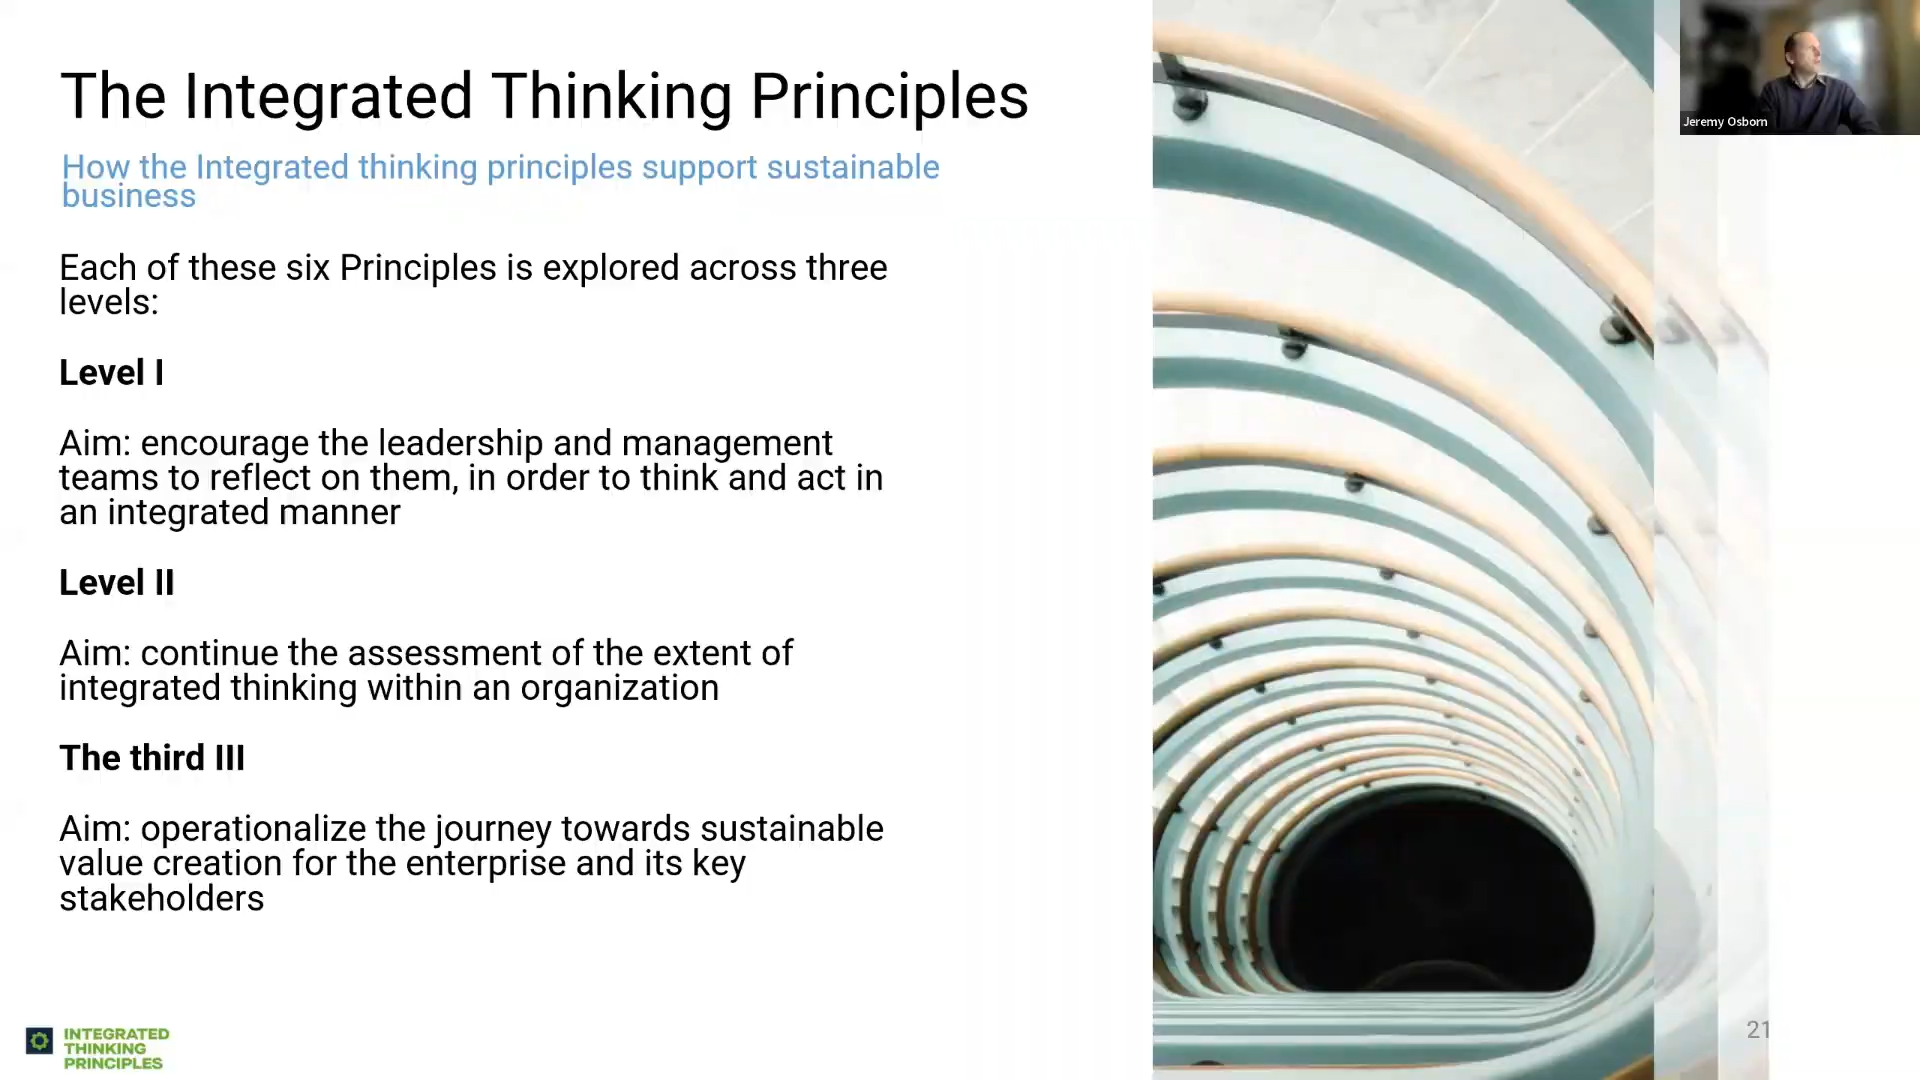 The Integrated Thinking Principles
How the Integrated thinking principles support sustainable
business
Each of these six Principles is explored across three
levels:
Level I
Aim: encourage the leadership and management
teams to reflect on them, in order to think and act in
an integrated manner
Level II
Aim: continue the assessment of the extent of
integrated thinking within an organization
The third III
Aim: operationalize the journey towards sustainable
value creation for the enterprise and its key
stakeholders
INTEGRATED
THINKING
PRINCIPLES
21
Jeremy Osborn